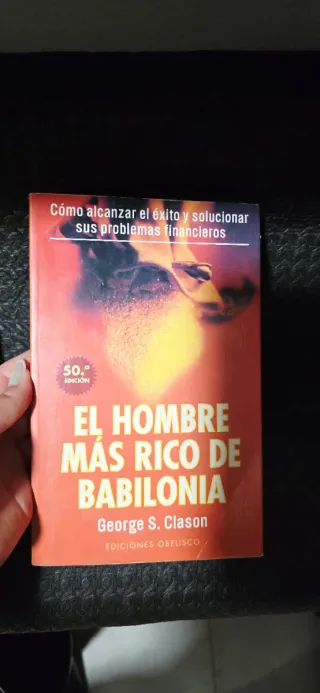 Cómo alcanzar el éxito y solucionar
sus problemas financieros
50.ª
EDICIÓN
EL HOMBRE
MÁS RICO DE
BABILONIA
George S. Clason
EDICIONES OBELISCO